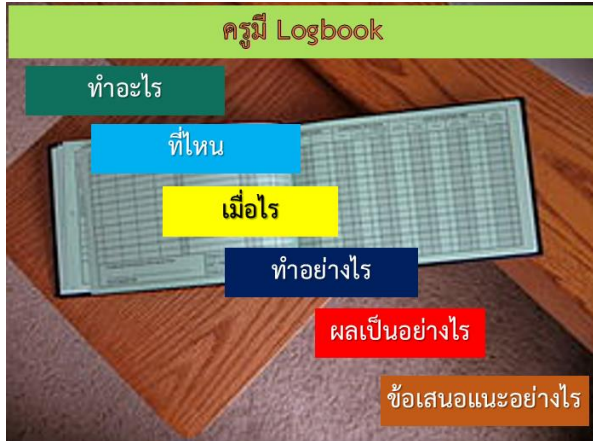 ครูมี Logbook
ทำอะไร
ที่ไหน
เมื่อไร
ทำอย่างไร
ผลเป็นอย่างไร
ข้อเสนอแนะอย่างไร